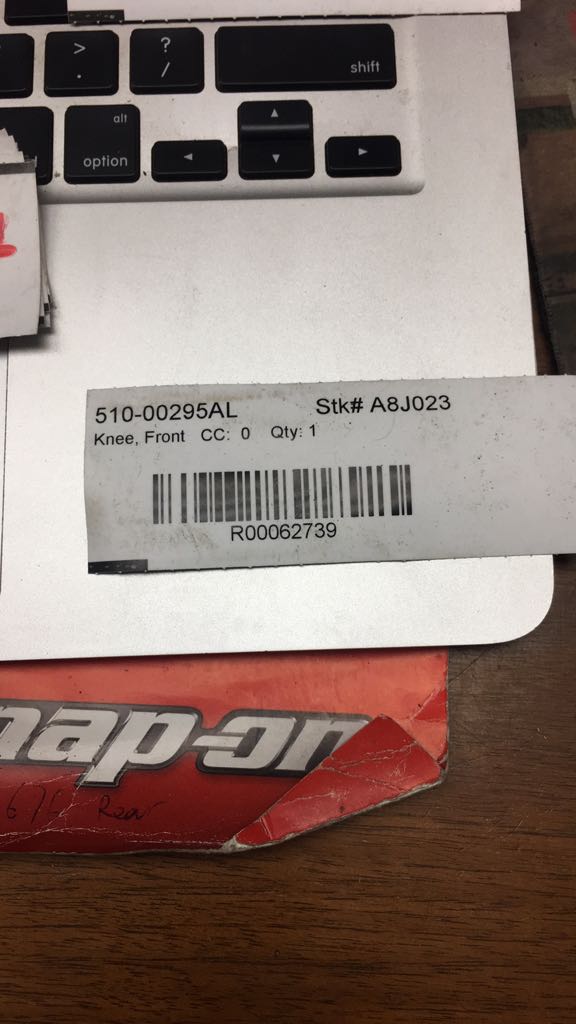 >
.
?
/
shift
alt
option
510-00295AL Stk# A8J023
Knee, Front CC: 0 Qty: 1
R00062739
nap-on
Rear